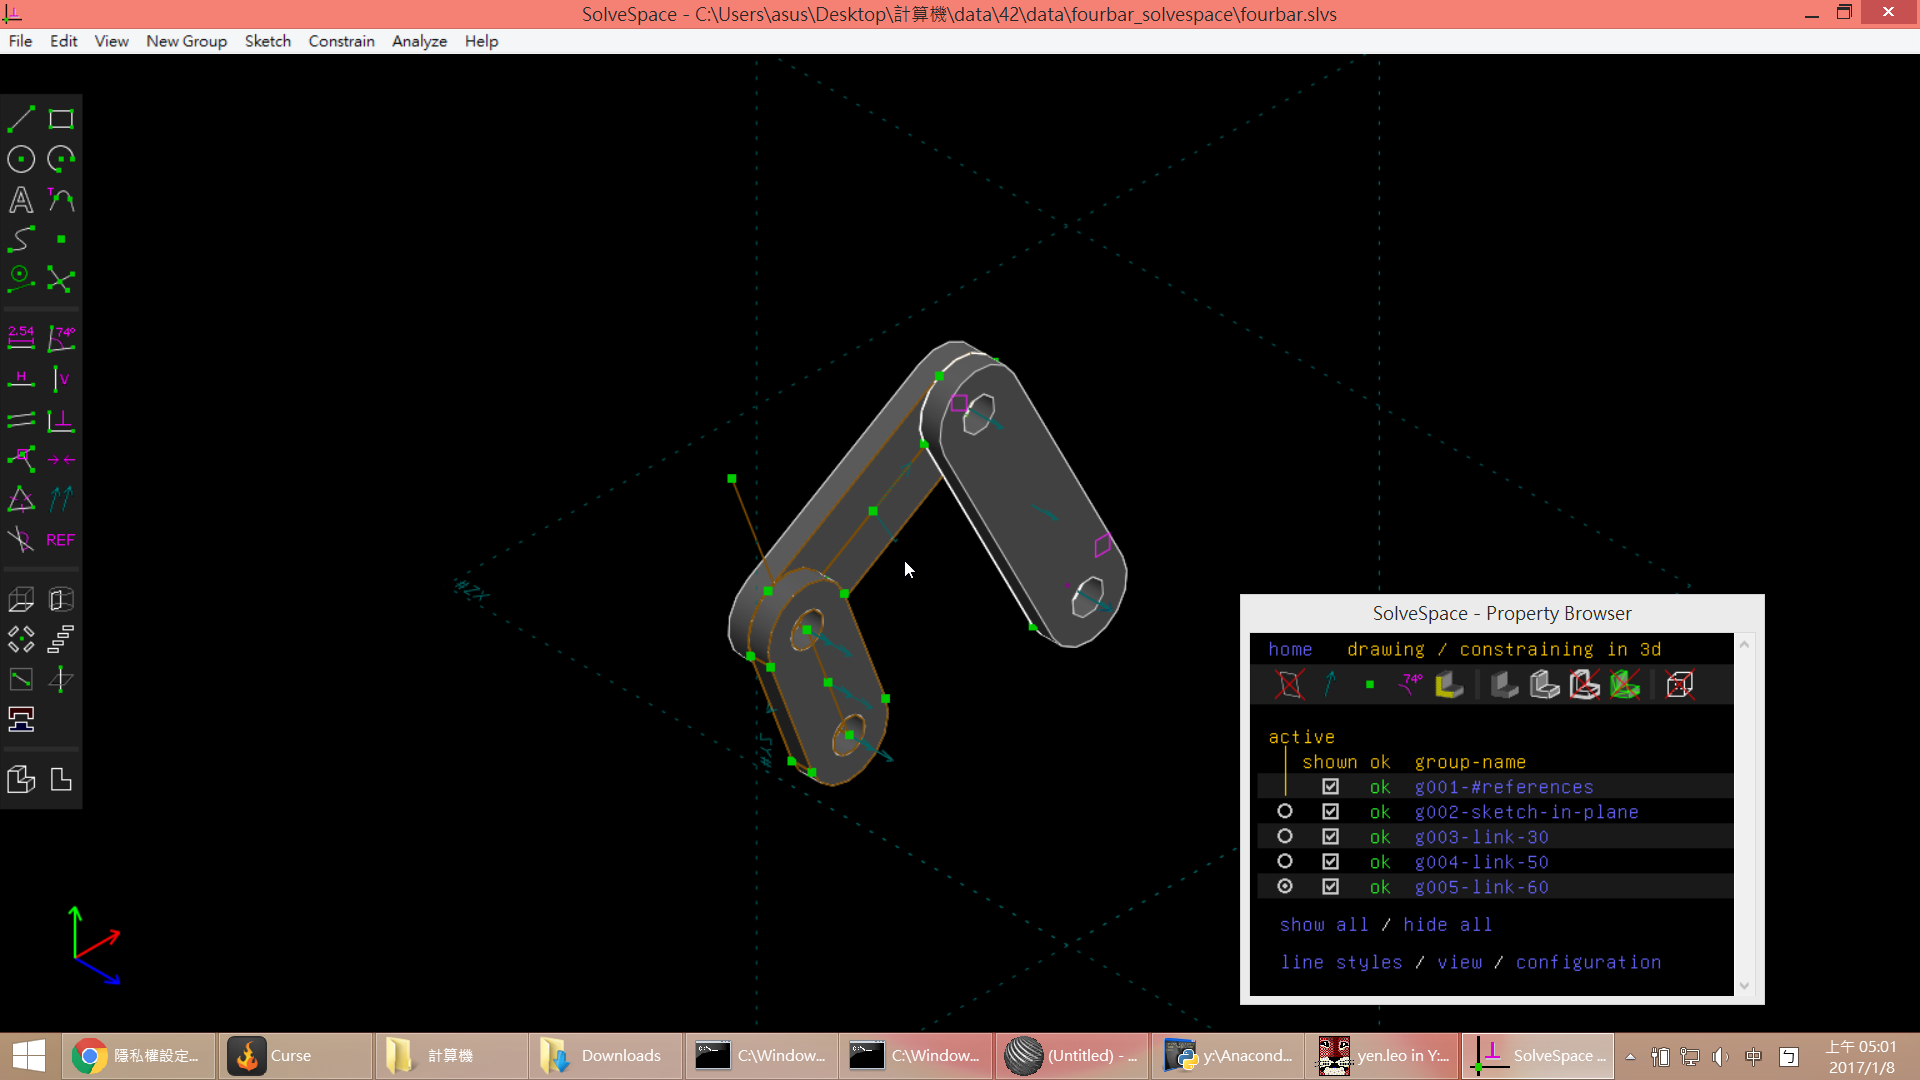 SolveSpace - C:\Users\asus\Desktop\計算機\data\42\data\fourbar_solvespace\fourbar.slvs
File Edit View New Group Sketch Constrain Analyze Help
A T
2.54 74°
H V
REF
#XZ
#YZ
SolveSpace - Property Browser
home drawing / constraining in 3d
74°
active
shown ok group-name
ok g001-#references
ok g002-sketch-in-plane
ok g003-link-30
ok g004-link-50
ok g005-link-60
show all / hide all
line styles / view / configuration
隱私權設定... Curse 計算機 Downloads C:\Window... C:\Window... (Untitled) - ... y:\Anacond... yen.leo in Y:... SolveSpace ... 中 上午 05:01
2017/1/8